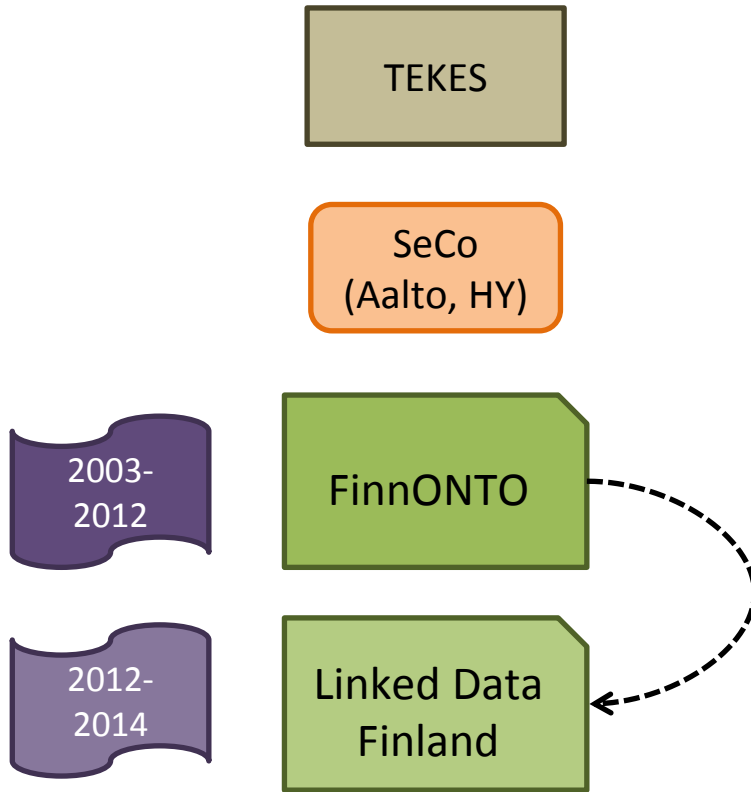 TEKES
SeCo
(Aalto, HY)
2003-
2012
FinnONTO
2012-
2014
Linked Data
Finland